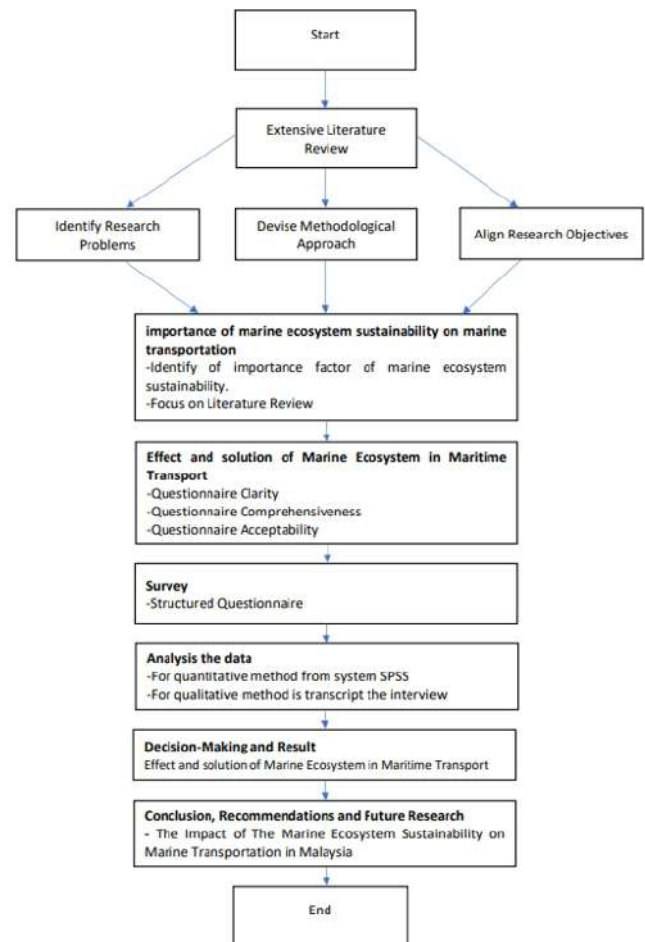 Start
Extensive Literature
Review
Identify Research
Problems
Devise Methodological
Approach
Align Research Objectives
importance of marine ecosystem sustainability on marine
transportation
-Identify of importance factor of marine ecosystem
sustainability.
-Focus on Literature Review
Effect and solution of Marine Ecosystem in Maritime
Transport
-Questionnaire Clarity
-Questionnaire Comprehensiveness
-Questionnaire Acceptability
Survey
-Structured Questionnaire
Analysis the data
-For quantitative method from system SPSS
-For qualitative method is transcript the interview
Decision-Making and Result
Effect and solution of Marine Ecosystem in Maritime Transport
Conclusion, Recommendations and Future Research
- The Impact of The Marine Ecosystem Sustainability on
Marine Transportation in Malaysia
End